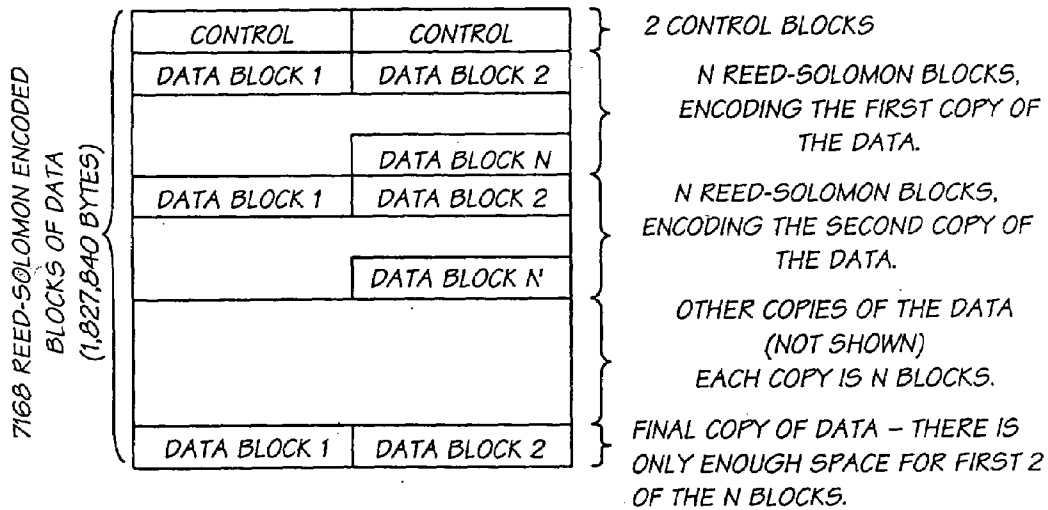 7168 REED-SOLOMON ENCODED
BLOCKS OF DATA
(1,827,840 BYTES)
CONTROL CONTROL
2 CONTROL BLOCKS
DATA BLOCK 1 DATA BLOCK 2
DATA BLOCK N
N REED-SOLOMON BLOCKS,
ENCODING THE FIRST COPY OF
THE DATA.
DATA BLOCK 1 DATA BLOCK 2
DATA BLOCK N
N REED-SOLOMON BLOCKS,
ENCODING THE SECOND COPY OF
THE DATA.
OTHER COPIES OF THE DATA
(NOT SHOWN)
EACH COPY IS N BLOCKS.
DATA BLOCK 1 DATA BLOCK 2
FINAL COPY OF DATA – THERE IS
ONLY ENOUGH SPACE FOR FIRST 2
OF THE N BLOCKS.